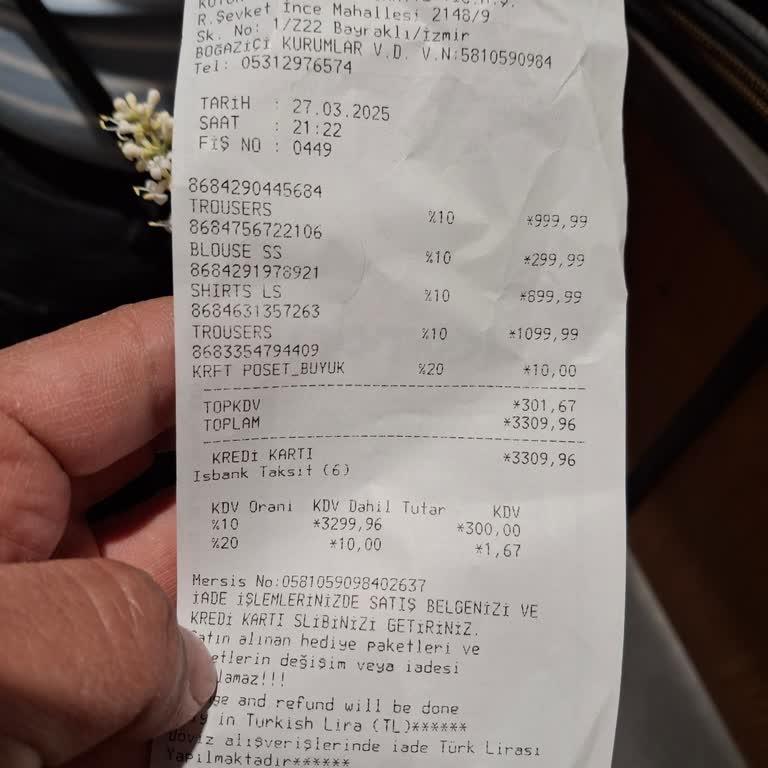 R.Şevket İnce Mahallesi 2148/9
Sk. No: 1/Z22 Bayraklı/İzmir
BOĞAZİÇİ KURUMLAR V.D. V.N:5810590984
Tel: 05312976574
TARİH : 27.03.2025
SAAT : 21:22
FİŞ NO : 0449
8684290445684
TROUSERS %10 *999,99
8684756722106
BLOUSE SS %10 *299,99
8684291978921
SHIRTS LS %10 *899,99
8684631357263
TROUSERS %10 *1099,99
8683354794409
KRFT POSET_BUYUK %20 *10,00
TOPKDV *301,67
TOPLAM *3309,96
KREDİ KARTI *3309,96
Isbank Taksıt (6)
KDV Oranı KDV Dahil Tutar KDV
%10 *3299,96 *300,00
%20 *10,00 *1,67
Mersis No:0581059098402637
İADE İŞLEMLERİNİZDE SATIŞ BELGENİZİ VE
KREDİ KARTI SLİBİNİZİ GETİRİNİZ.
Satın alınan hediye paketleri ve
etlerin değişim veya iadesi
lamaz!!!
ge and refund will be done
in Turkish Lira (TL)******
döviz alışverişlerinde iade Türk Lirası
Yapılmaktadır******